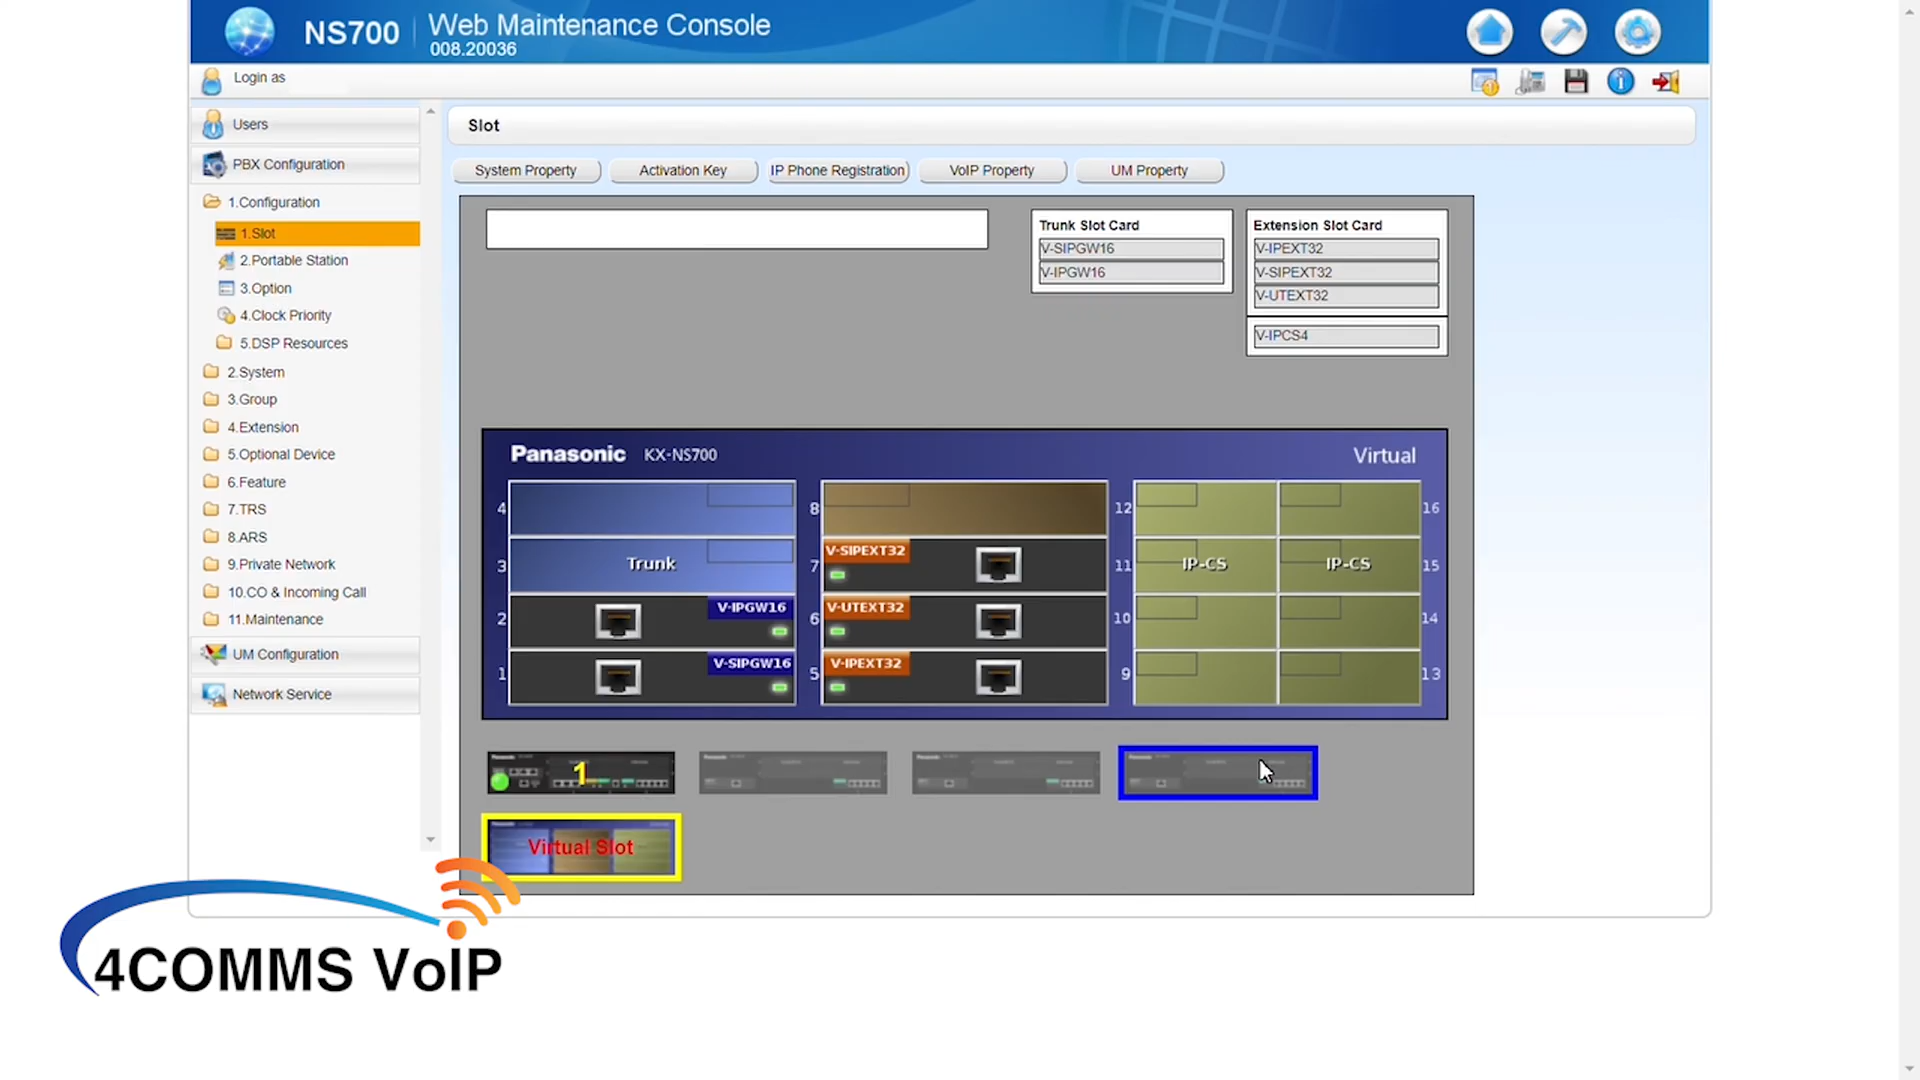 NS700
Web Maintenance Console
008.20036
Login as
Users
PBX Configuration
1.Configuration
1.Slot
2.Portable Station
3.Option
4.Clock Priority
5.DSP Resources
2.System
3.Group
4.Extension
5.Optional Device
6.Feature
7.TRS
8.ARS
9.Private Network
10.CO & Incoming Call
11.Maintenance
UM Configuration
Network Service
Slot
System Property
Activation Key
IP Phone Registration
VoIP Property
UM Property
Trunk Slot Card
V-SIPGW16
V-IPGW16
Extension Slot Card
V-IPEXT32
V-SIPEXT32
V-UTEXT32
V-IPCS4
Panasonic KX-NS700 Virtual
4 8 12 16
3 Trunk 7 V-SIPEXT32 11 IP-CS IP-CS 15
2 V-IPGW16 6 V-UTEXT32 10 14
1 V-SIPGW16 5 V-IPEXT32 9 13
1
Virtual Slot
4COMMS VoIP